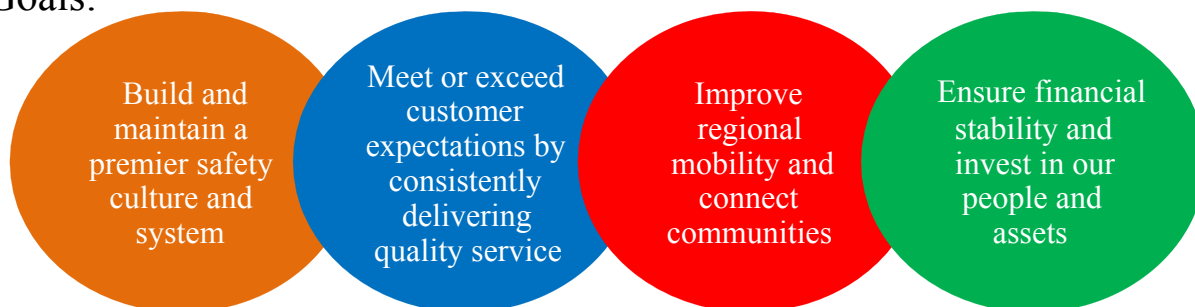 Goals:
Build and
maintain a
premier safety
culture and
system
Meet or exceed
customer
expectations by
consistently
delivering
quality service
Improve
regional
mobility and
connect
communities
Ensure financial
stability and
invest in our
people and
assets